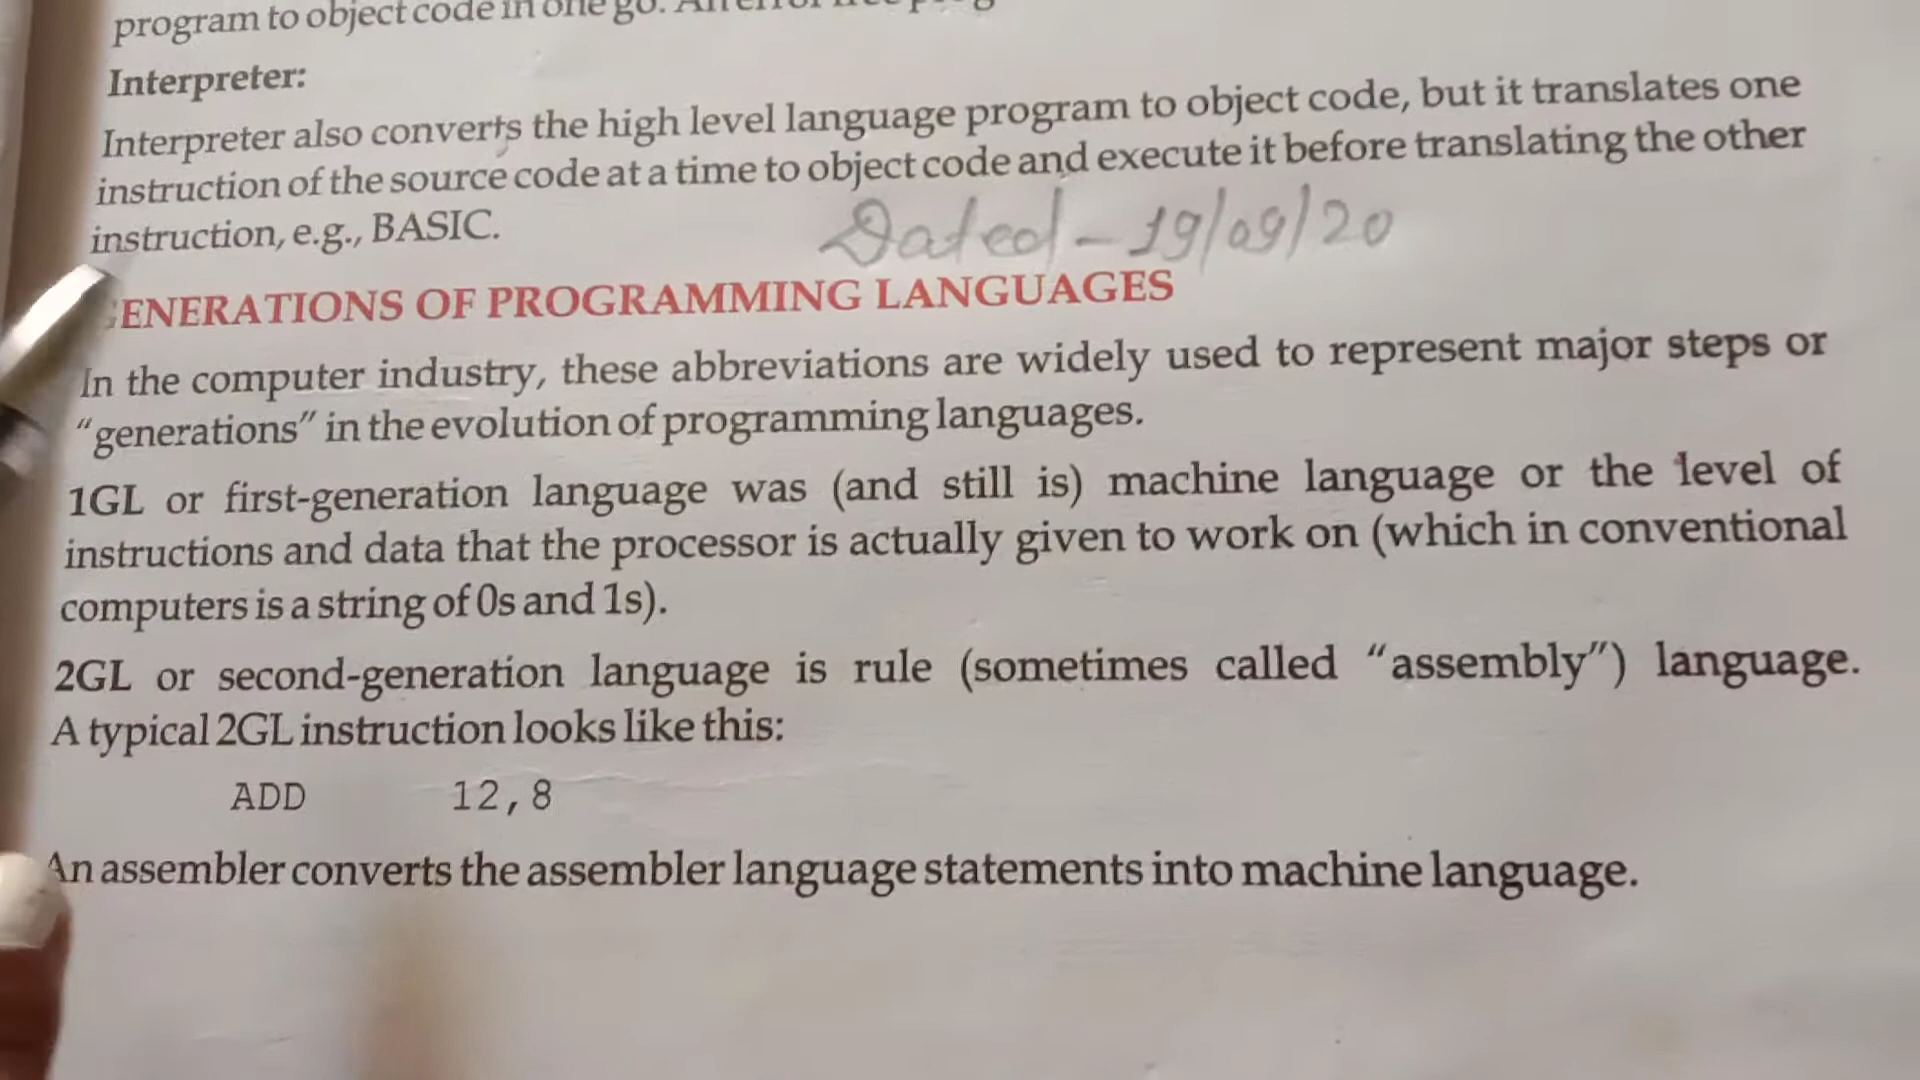 program to object code in one go. An error free prog
Interpreter:
Interpreter also converts the high level language program to object code, but it translates one
instruction of the source code at a time to object code and execute it before translating the other
instruction, e.g., BASIC.
Dated - 19/09/20
ENERATIONS OF PROGRAMMING LANGUAGES
In the computer industry, these abbreviations are widely used to represent major steps or
"generations" in the evolution of programming languages.
1GL or first-generation language was (and still is) machine language or the level of
instructions and data that the processor is actually given to work on (which in conventional
computers is a string of 0s and 1s).
2GL or second-generation language is rule (sometimes called "assembly") language.
A typical 2GL instruction looks like this:
ADD 12,8
An assembler converts the assembler language statements into machine language.